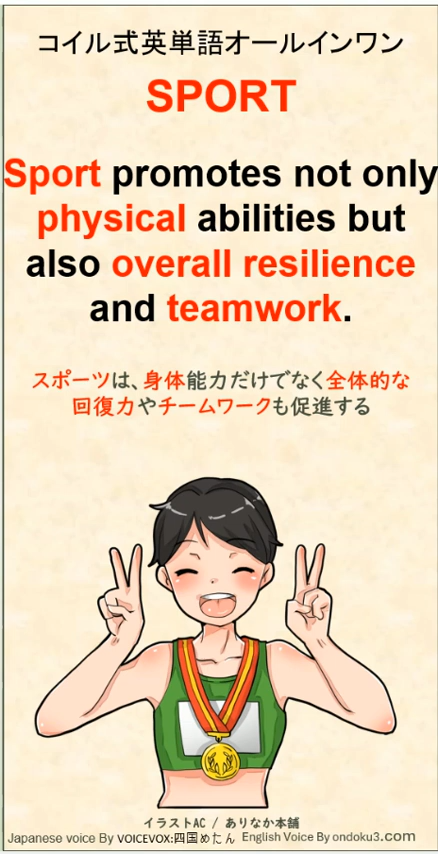 コイル式英単語オールインワン
SPORT
Sport promotes not only
physical abilities but
also overall resilience
and teamwork.
スポーツは、身体能力だけでなく全体的な
回復力やチームワークも促進する
イラストAC / ありなか本舗
Japanese voice By VOICEVOX:四国めたん English Voice By ondoku3.com